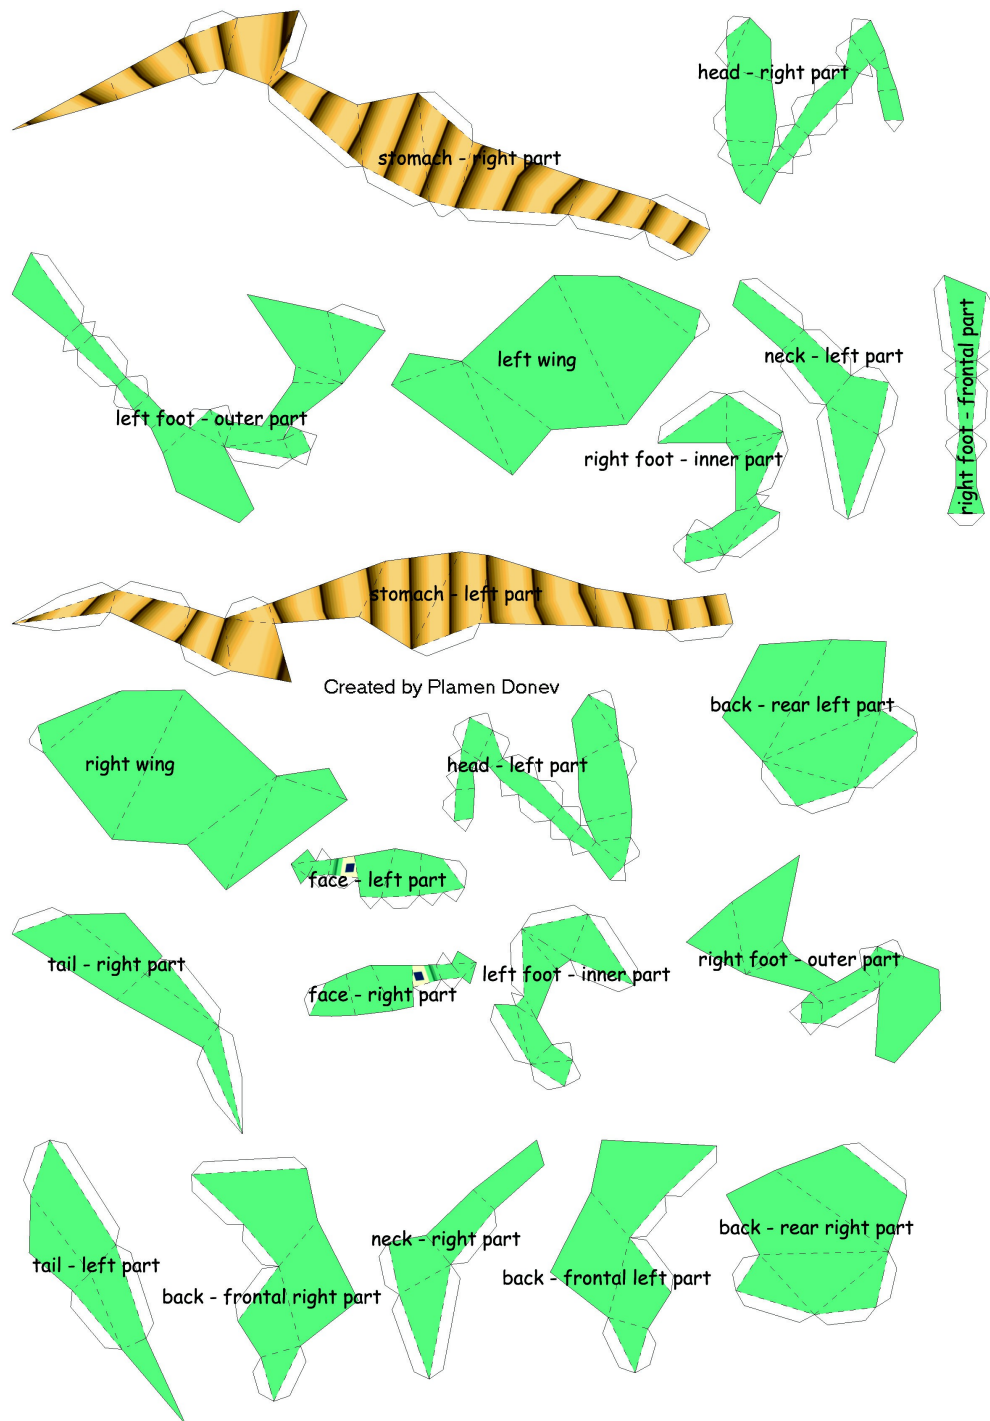 head - right part
stomach - right part
left wing
neck - left part
right foot - frontal part
left foot - outer part
right foot - inner part
stomach - left part
Created by Plamen Donev
back - rear left part
right wing
head - left part
face - left part
tail - right part
face - right part
left foot - inner part
right foot - outer part
tail - left part
back - frontal right part
neck - right part
back - frontal left part
back - rear right part